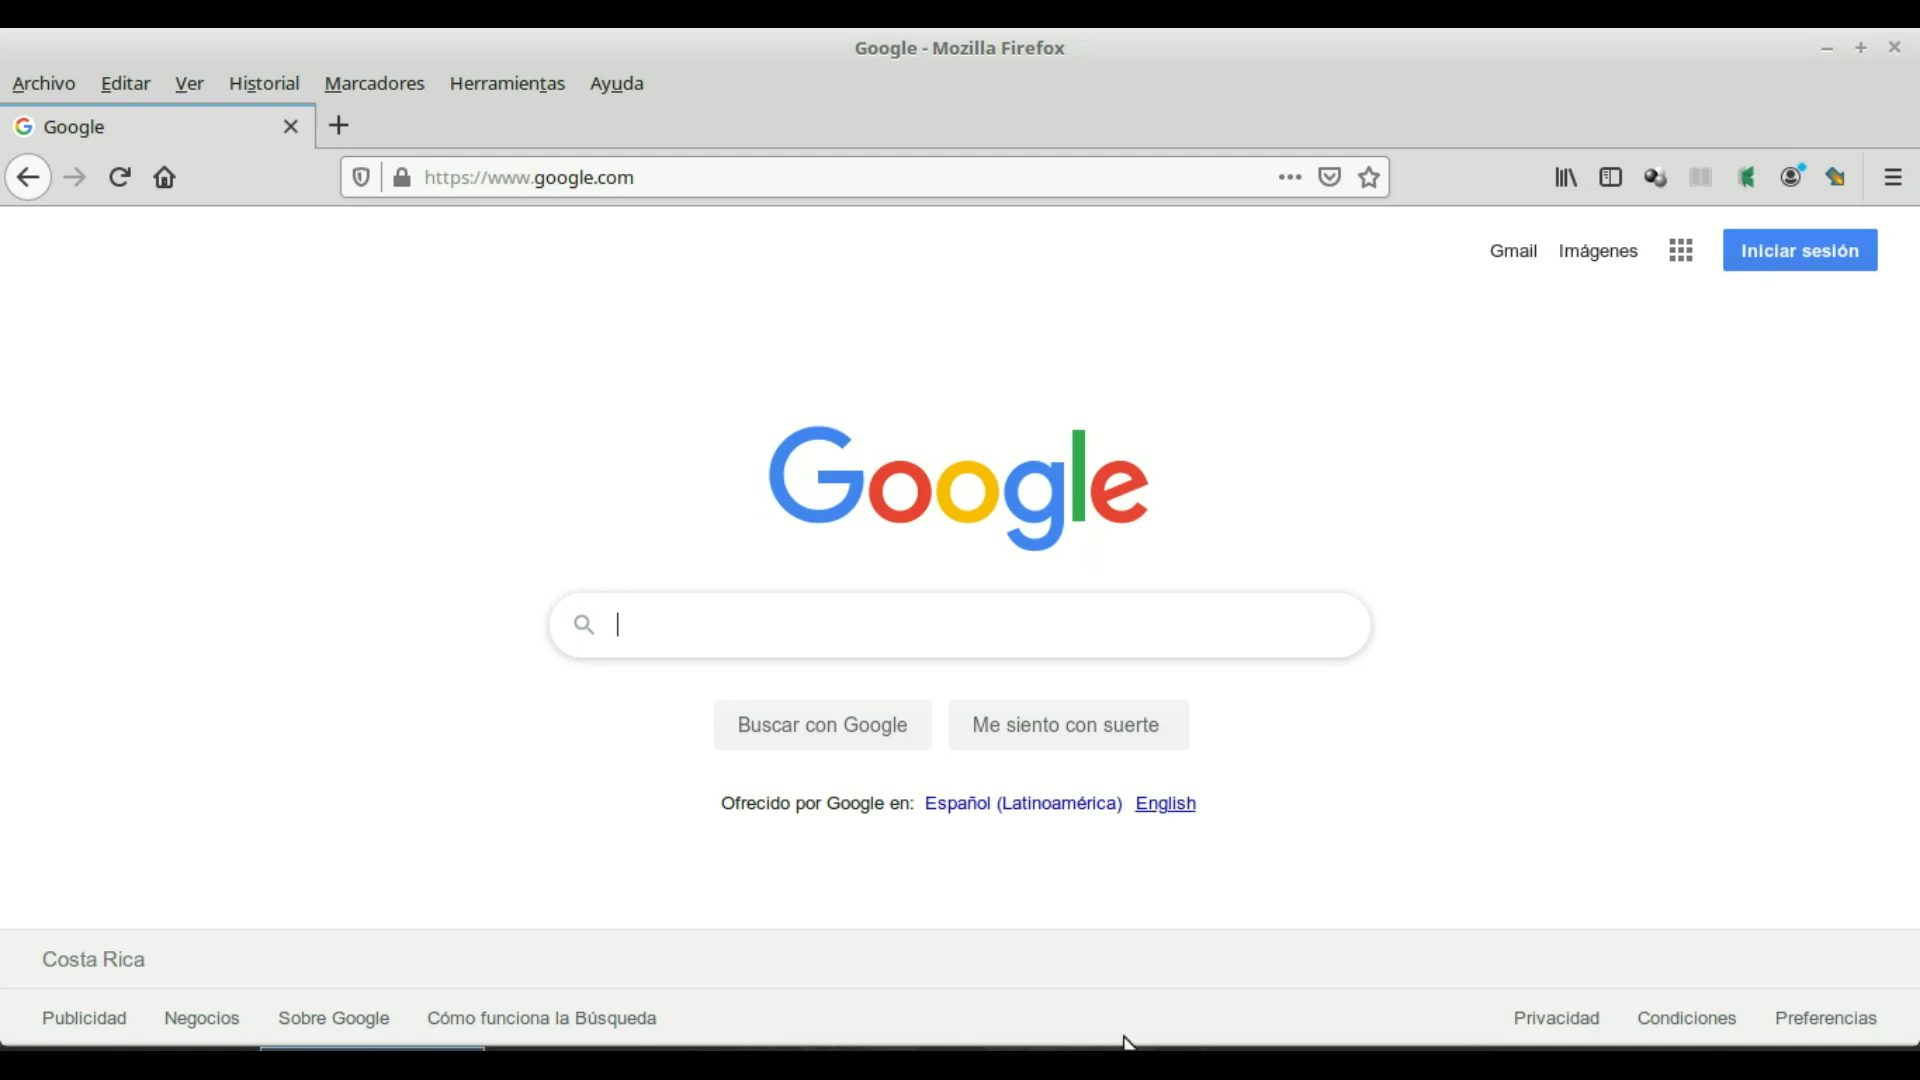 Google - Mozilla Firefox
Archivo Editar Ver Historial Marcadores Herramientas Ayuda
Google
https://www.google.com
Gmail Imágenes Iniciar sesión
Google
Buscar con Google Me siento con suerte
Ofrecido por Google en: Español (Latinoamérica) English
Costa Rica
Publicidad Negocios Sobre Google Cómo funciona la Búsqueda Privacidad Condiciones Preferencias